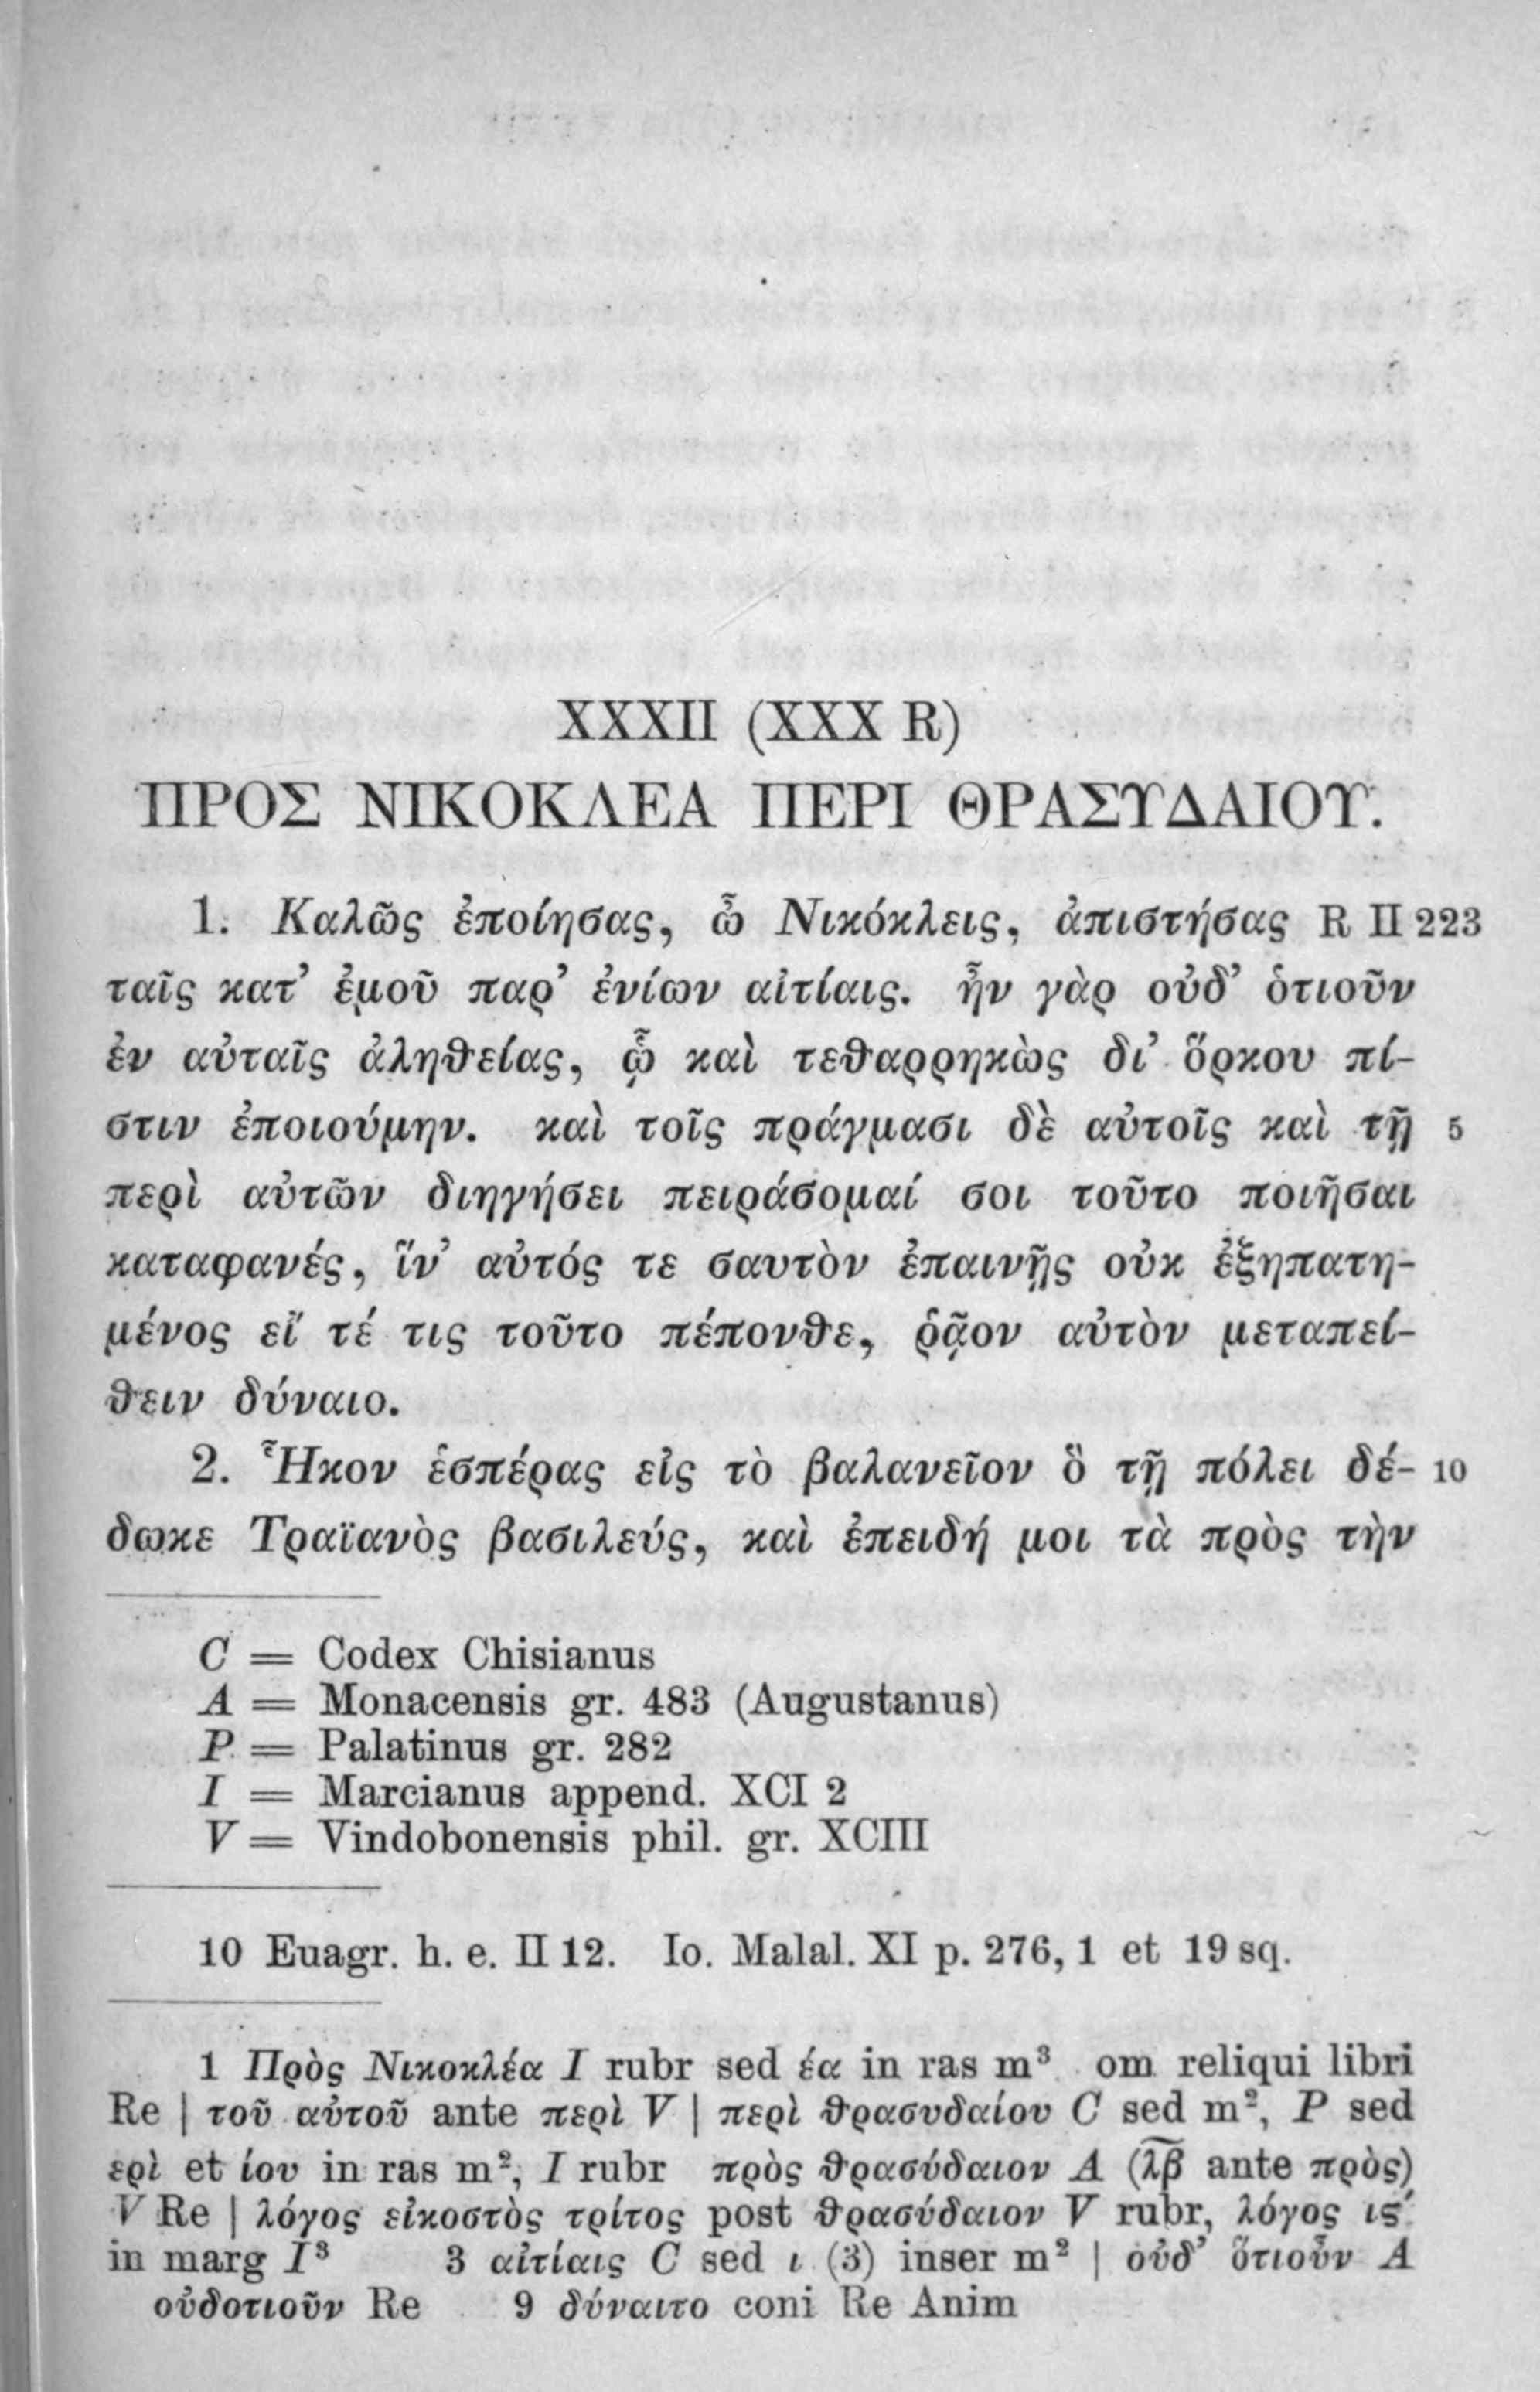 XXXII (XXX R)
ΠΡΟΣ ΝΙΚΟΚΛΕΑ ΠΕΡΙ ΘΡΑΣΥΔΑΙΟΥ.
1. Καλῶς ἐποίησας, ὦ Νικόκλεις, ἀπιστήσας R II 223
ταῖς κατ’ ἐμοῦ παρ’ ἐνίων αἰτίαις. ἦν γὰρ οὐδ’ ὁτιοῦν
ἐν αὐταῖς ἀληθείας, ᾧ καὶ τεθαρρηκὼς δι’ ὅρκου πί-
στιν ἐποιούμην. καὶ τοῖς πράγμασι δὲ αὐτοῖς καὶ τῇ 5
περὶ αὐτῶν διηγήσει πειράσομαί σοι τοῦτο ποιῆσαι
καταφανές, ἵν’ αὐτός τε σαυτὸν ἐπαινῇς οὐκ ἐξηπατη-
μένος εἴ τέ τις τοῦτο πέπονθε, ῥᾷον αὐτὸν μεταπεί-
θειν δύναιο.
2. Ἧκον ἑσπέρας εἰς τὸ βαλανεῖον ὃ τῇ πόλει δέ- 10
δωκε Τραϊανὸς βασιλεύς, καὶ ἐπειδή μοι τὰ πρὸς τὴν
C = Codex Chisianus
A = Monacensis gr. 483 (Augustanus)
P = Palatinus gr. 282
I = Marcianus append. XCI 2
V = Vindobonensis phil. gr. XCIII
10 Euagr. h. e. II 12. Io. Malal. XI p. 276, 1 et 19 sq.
1 Πρὸς Νικοκλέα I rubr sed έα in ras m³ om reliqui libri
Re | τοῦ αὐτοῦ ante περὶ V | περὶ θρασυδαίου C sed m², P sed
ερὶ et ίου in ras m², I rubr πρὸς θρασύδαιον A (λβ ante πρὸς)
V Re | λόγος εἰκοστὸς τρίτος post θρασύδαιον V rubr, λόγος ιϛ´
in marg I³ 3 αἰτίαις C sed ι (3) inser m² | οὐδ’ ὅτιοῦν A
οὐδοτιοῦν Re 9 δύναιτο coni Re Anim